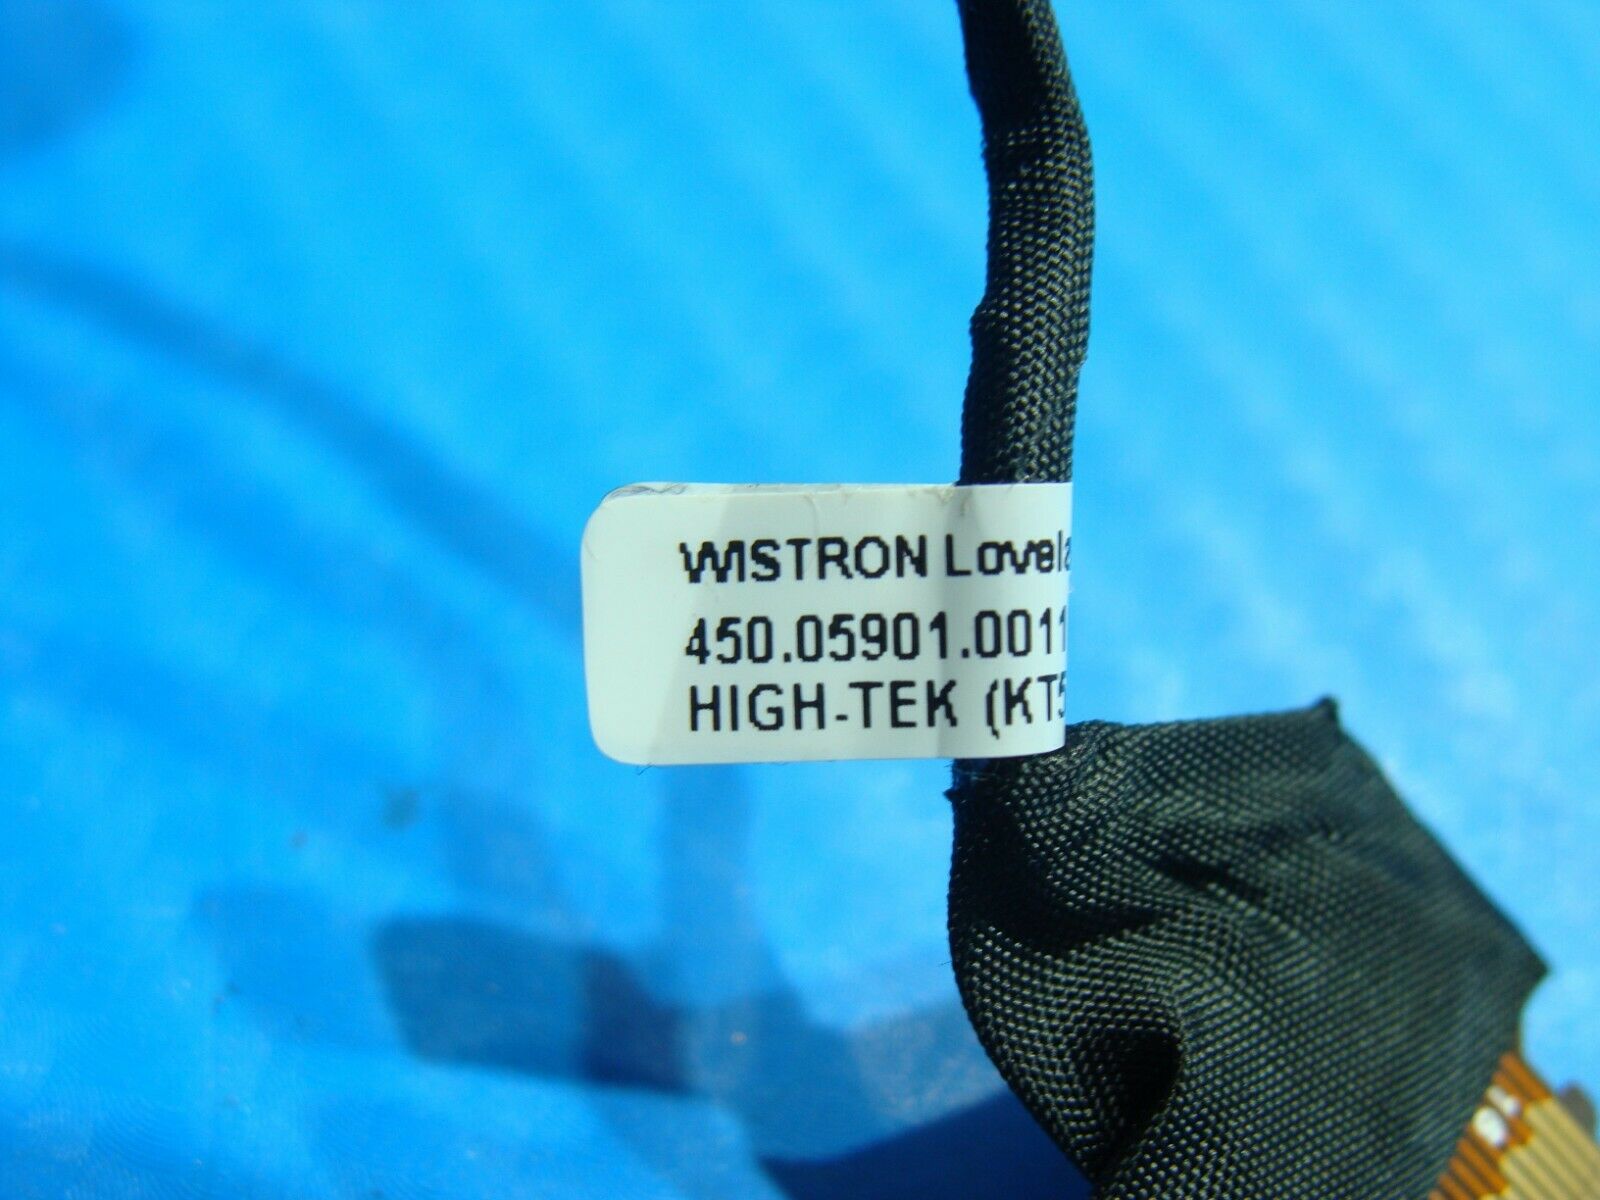 WISTRON Lovela
450.05901.0011
HIGH-TEK (KT5